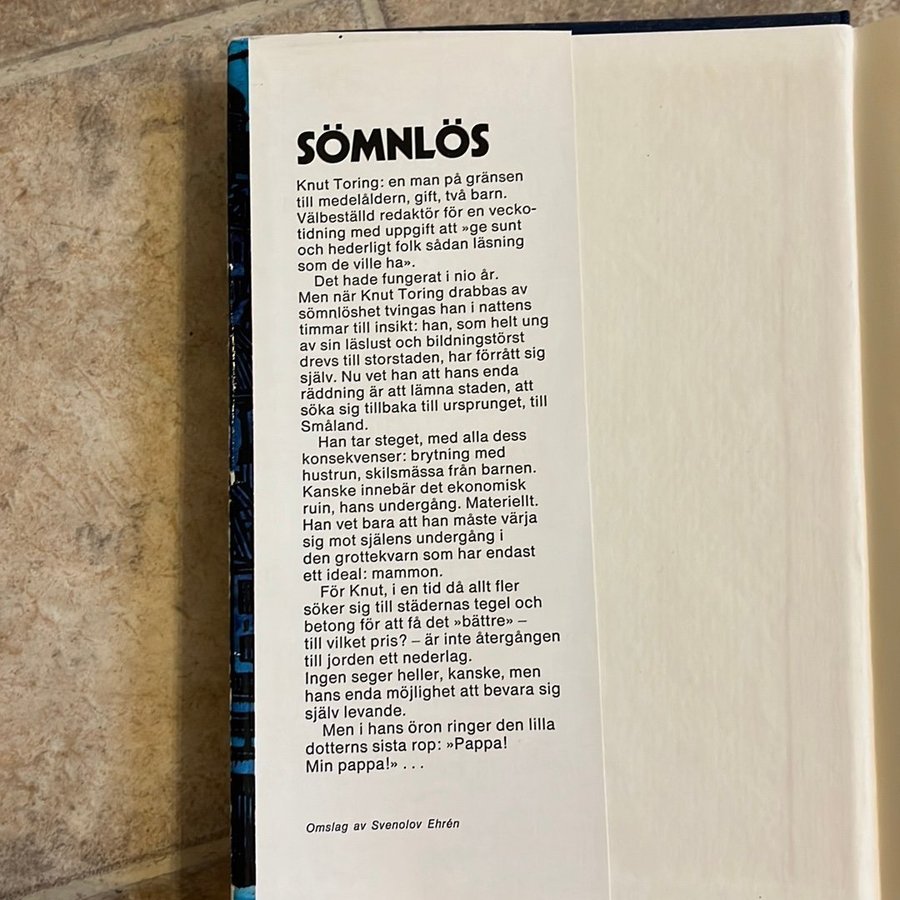 SÖMNLÖS
Knut Toring: en man på gränsen
till medelåldern, gift, två barn.
Välbeställd redaktör för en vecko-
tidning med uppgift att »ge sunt
och hederligt folk sådan läsning
som de ville ha».
Det hade fungerat i nio år.
Men när Knut Toring drabbas av
sömnlöshet tvingas han i nattens
timmar till insikt: han, som helt ung
av sin läslust och bildningstörst
drevs till storstaden, har förrått sig
själv. Nu vet han att hans enda
räddning är att lämna staden, att
söka sig tillbaka till ursprunget, till
Småland.
Han tar steget, med alla dess
konsekvenser: brytning med
hustrun, skilsmässa från barnen.
Kanske innebär det ekonomisk
ruin, hans undergång. Materiellt.
Han vet bara att han måste värja
sig mot själens undergång i
den grottekvarn som har endast
ett ideal: mammon.
För Knut, i en tid då allt fler
söker sig till städernas tegel och
betong för att få det »bättre» –
till vilket pris? – är inte återgången
till jorden ett nederlag.
Ingen seger heller, kanske, men
hans enda möjlighet att bevara sig
själv levande.
Men i hans öron ringer den lilla
dotterns sista rop: »Pappa!
Min pappa!» . . .
Omslag av Svenolov Ehrén